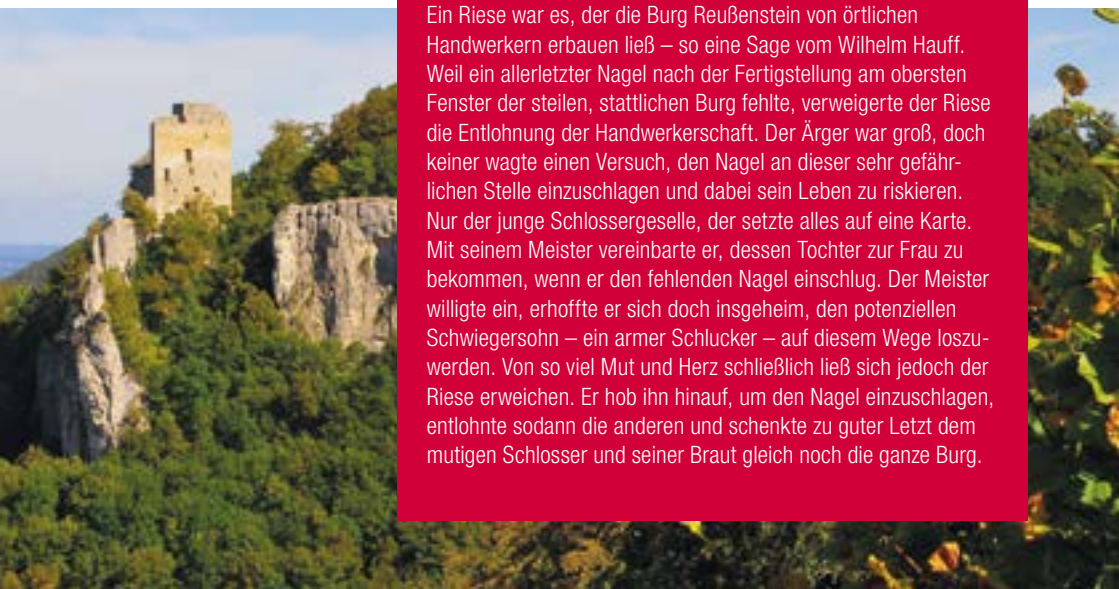 Ein Riese war es, der die Burg Reußenstein von örtlichen
Handwerkern erbauen ließ – so eine Sage vom Wilhelm Hauff.
Weil ein allerletzter Nagel nach der Fertigstellung am obersten
Fenster der steilen, stattlichen Burg fehlte, verweigerte der Riese
die Entlohnung der Handwerkerschaft. Der Ärger war groß, doch
keiner wagte einen Versuch, den Nagel an dieser sehr gefähr-
lichen Stelle einzuschlagen und dabei sein Leben zu riskieren.
Nur der junge Schlossergeselle, der setzte alles auf eine Karte.
Mit seinem Meister vereinbarte er, dessen Tochter zur Frau zu
bekommen, wenn er den fehlenden Nagel einschlug. Der Meister
willigte ein, erhoffte er sich doch insgeheim, den potenziellen
Schwiegersohn – ein armer Schlucker – auf diesem Wege loszu-
werden. Von so viel Mut und Herz schließlich ließ sich jedoch der
Riese erweichen. Er hob ihn hinauf, um den Nagel einzuschlagen,
entlohnte sodann die anderen und schenkte zu guter Letzt dem
mutigen Schlosser und seiner Braut gleich noch die ganze Burg.